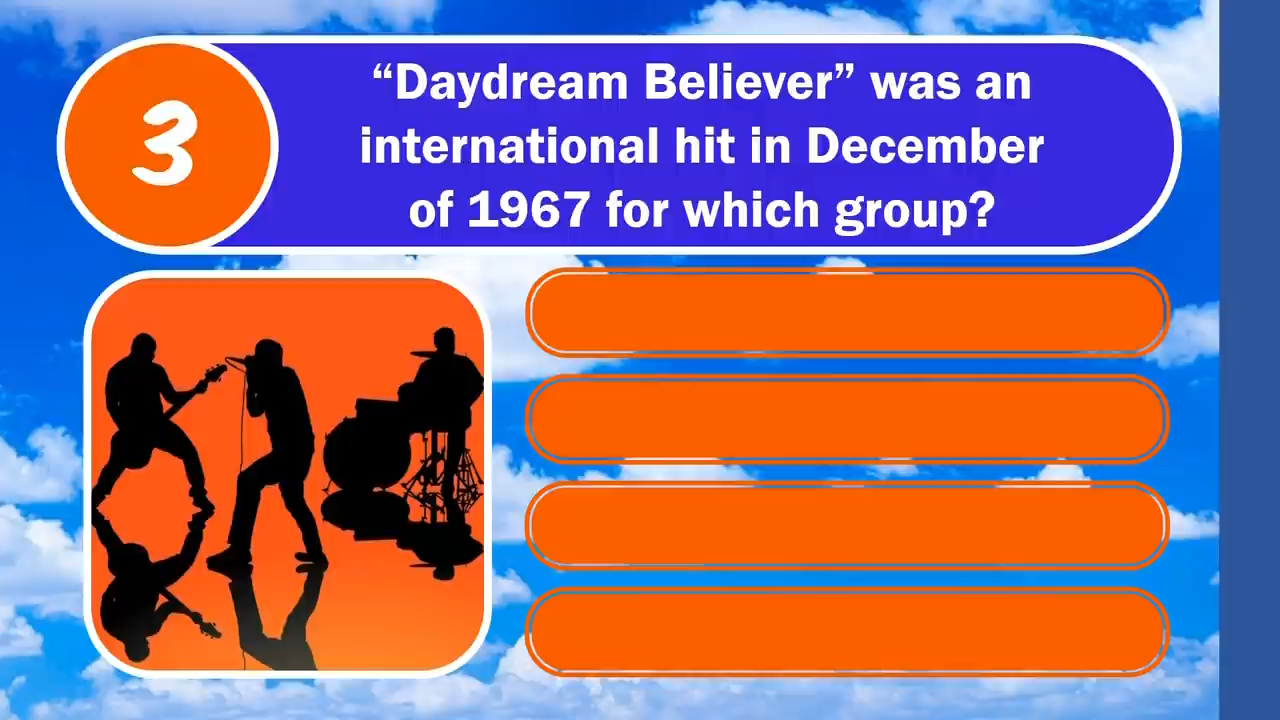 3
“Daydream Believer” was an
international hit in December
of 1967 for which group?